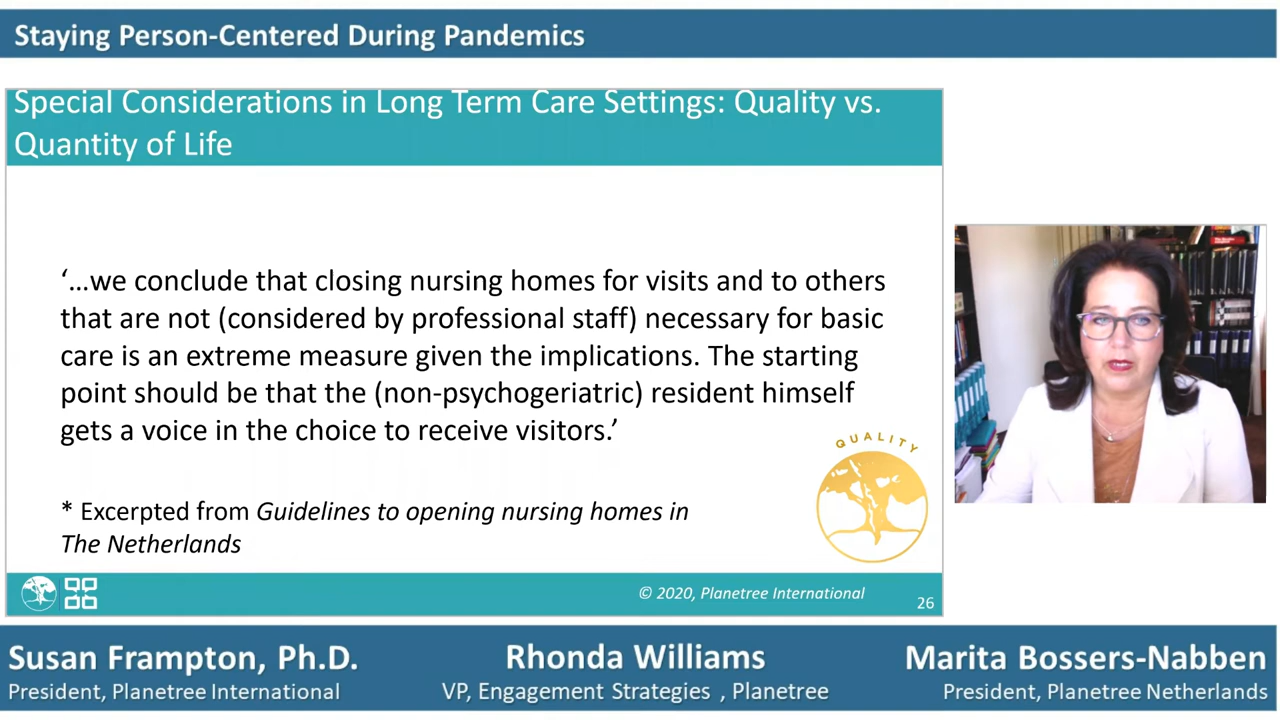 Staying Person-Centered During Pandemics
Special Considerations in Long Term Care Settings: Quality vs.
Quantity of Life
‘...we conclude that closing nursing homes for visits and to others
that are not (considered by professional staff) necessary for basic
care is an extreme measure given the implications. The starting
point should be that the (non-psychogeriatric) resident himself
gets a voice in the choice to receive visitors.’
QUALITY
* Excerpted from Guidelines to opening nursing homes in
The Netherlands
© 2020, Planetree International
26
Susan Frampton, Ph.D.
President, Planetree International
Rhonda Williams
VP, Engagement Strategies , Planetree
Marita Bossers-Nabben
President, Planetree Netherlands